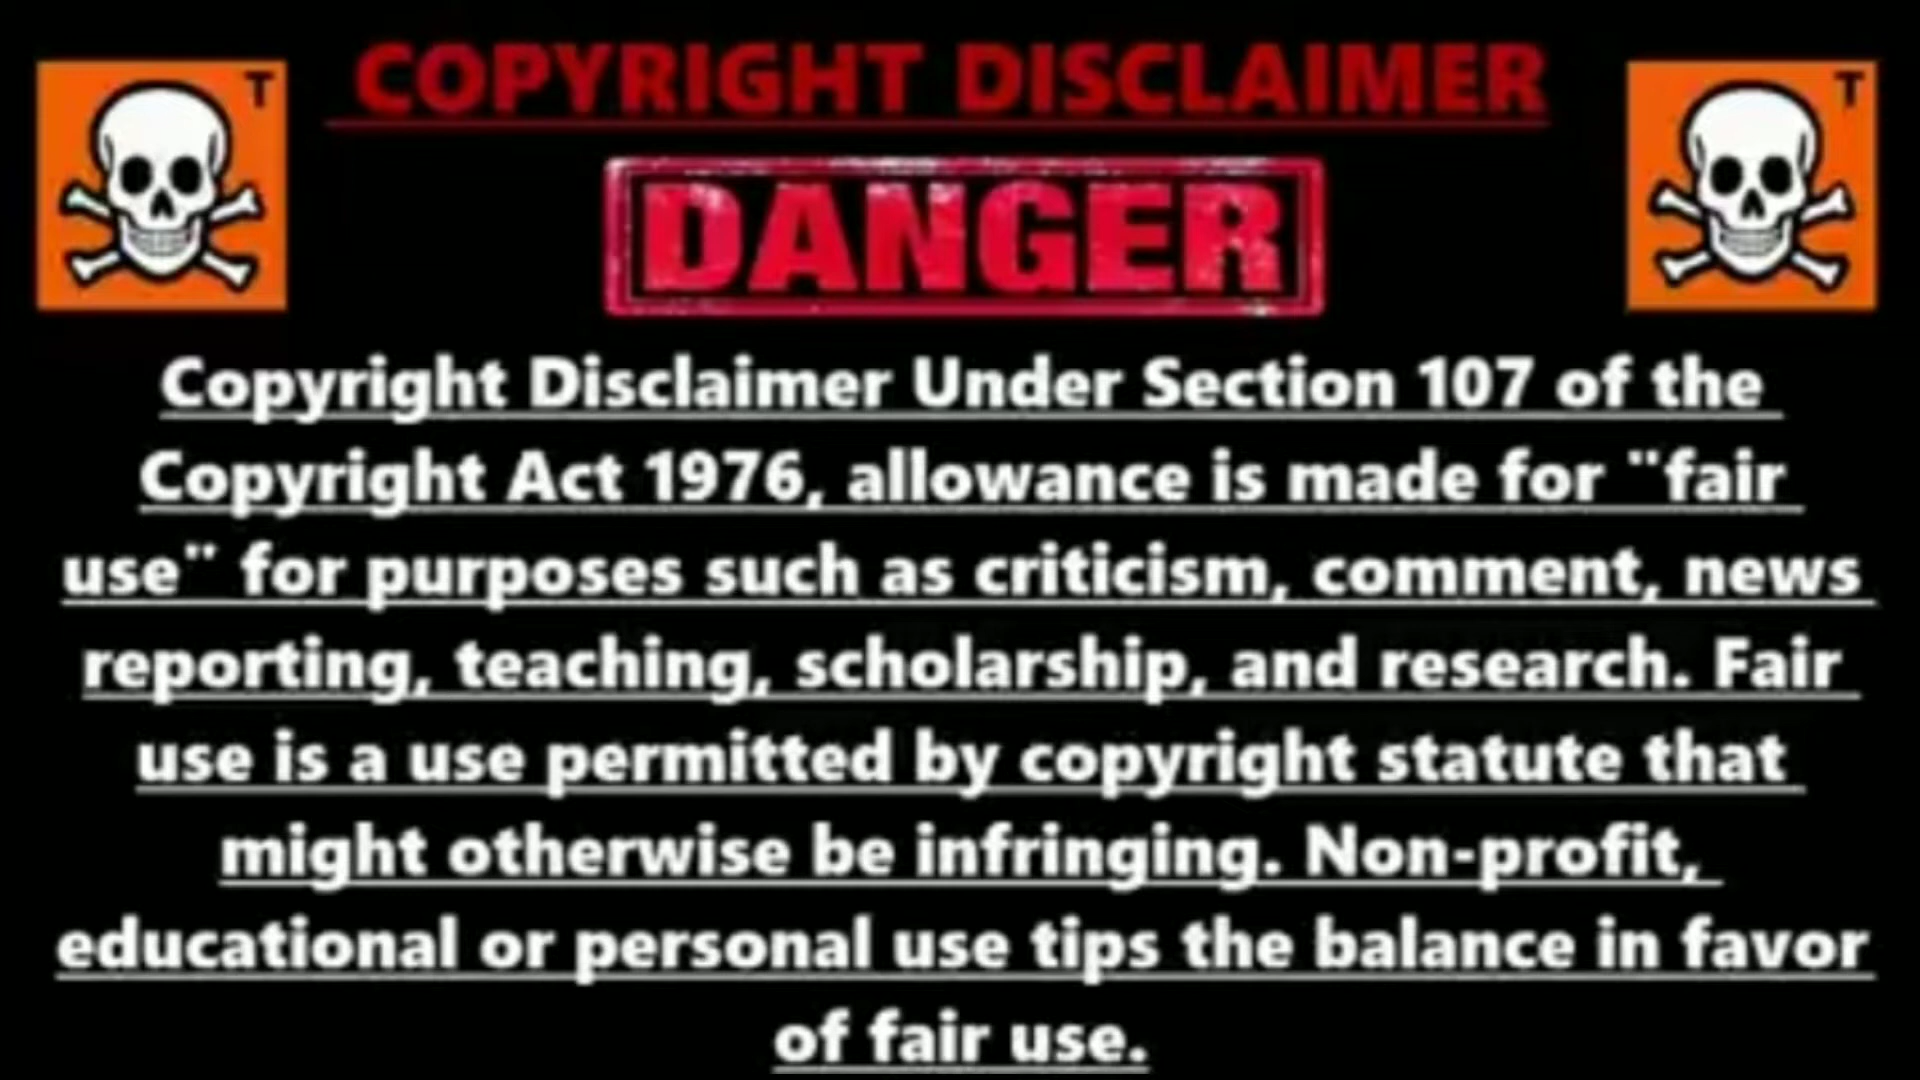 T
COPYRIGHT DISCLAIMER
T
DANGER
Copyright Disclaimer Under Section 107 of the
Copyright Act 1976, allowance is made for ¨fair
use¨ for purposes such as criticism, comment, news
reporting, teaching, scholarship, and research. Fair
use is a use permitted by copyright statute that
might otherwise be infringing. Non-profit,
educational or personal use tips the balance in favor
of fair use.